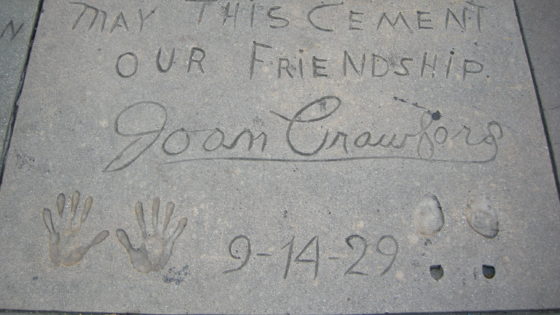 MAY THIS CEMENT
OUR FRIENDSHIP.
Joan Crawford
9-14-29